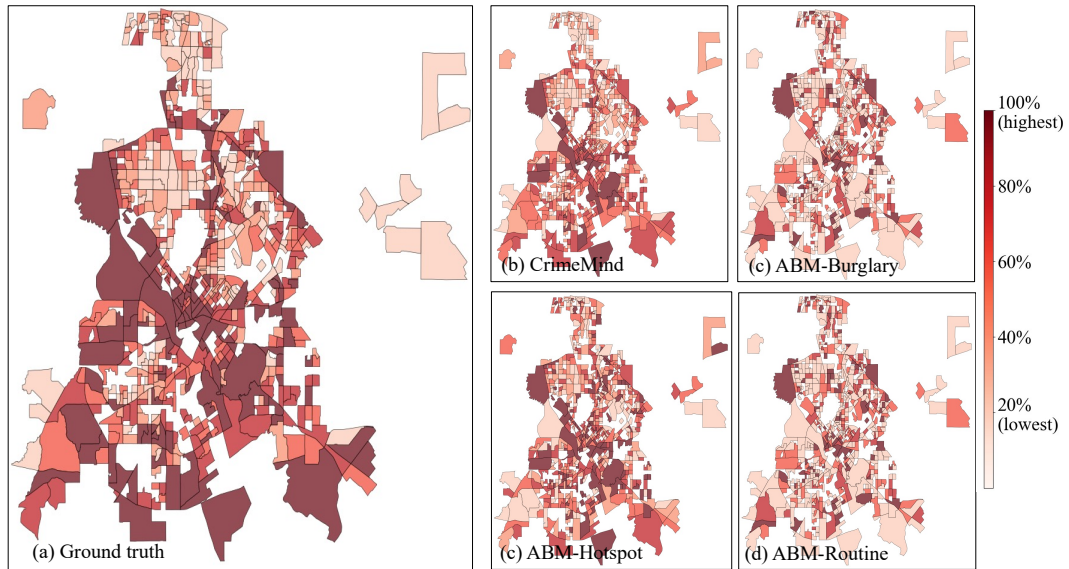 (a) Ground truth
(b) CrimeMind
(c) ABM-Burglary
(c) ABM-Hotspot
(d) ABM-Routine
100%
(highest)
80%
60%
40%
20%
(lowest)